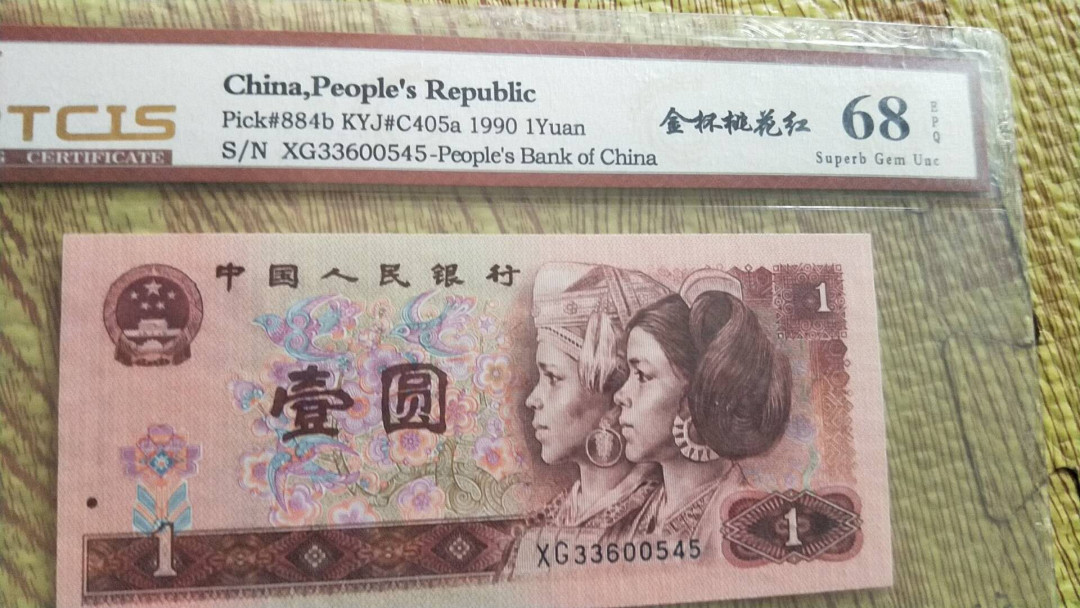 China,People's Republic
Pick#884b KYJ#C405a 1990 1Yuan
S/N XG33600545-People's Bank of China
TCIS
CERTIFICATE
金杯桃花红
68
EPQ
Superb Gem Unc
中国人民银行
1
壹圆
1
XG33600545
1